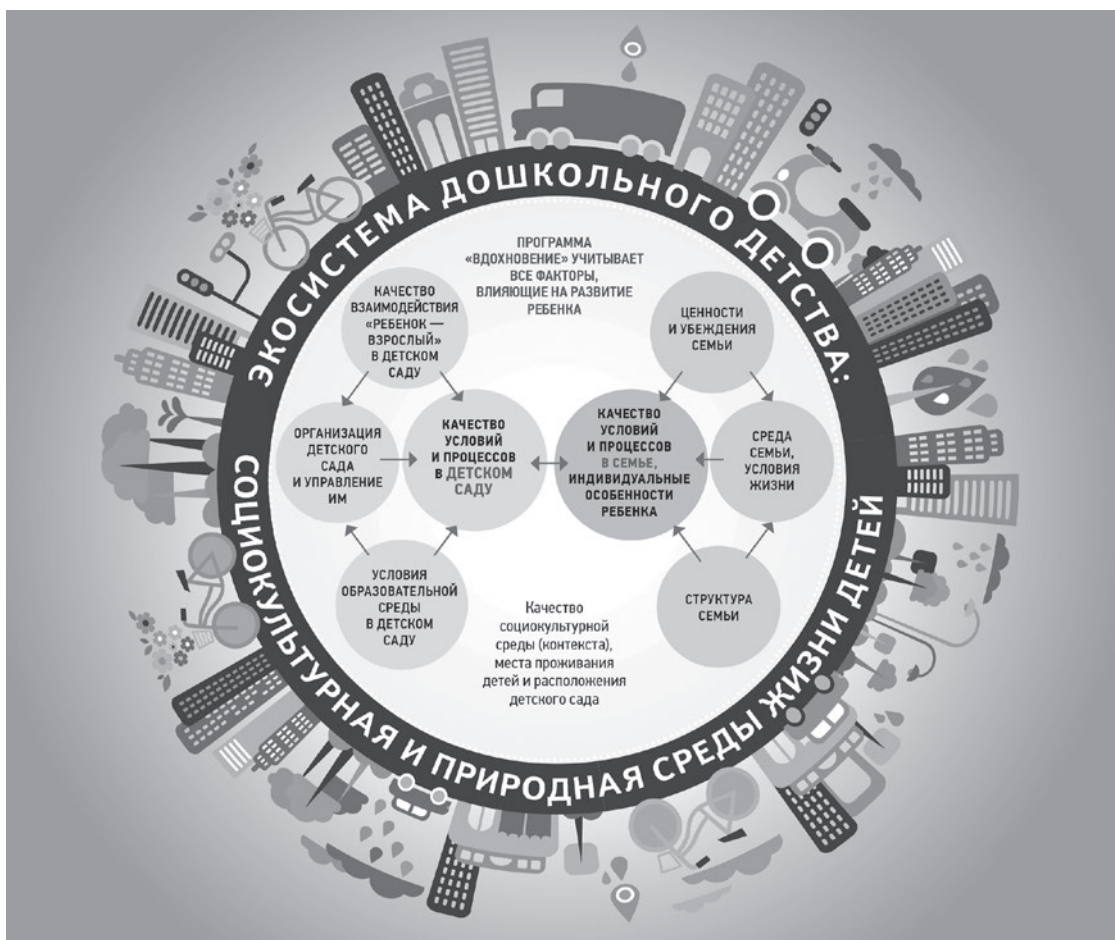 ЭКОСИСТЕМА ДОШКОЛЬНОГО ДЕТСТВА:
СОЦИОКУЛЬТУРНАЯ И ПРИРОДНАЯ СРЕДЫ ЖИЗНИ ДЕТЕЙ
ПРОГРАММА
«ВДОХНОВЕНИЕ» УЧИТЫВАЕТ
ВСЕ ФАКТОРЫ,
ВЛИЯЮЩИЕ НА РАЗВИТИЕ
РЕБЕНКА
КАЧЕСТВО
ВЗАИМОДЕЙСТВИЯ
«РЕБЕНОК —
ВЗРОСЛЫЙ»
В ДЕТСКОМ
САДУ
ЦЕННОСТИ
И УБЕЖДЕНИЯ
СЕМЬИ
ОРГАНИЗАЦИЯ
ДЕТСКОГО
САДА
И УПРАВЛЕНИЕ
ИМ
КАЧЕСТВО
УСЛОВИЙ
И ПРОЦЕССОВ
В ДЕТСКОМ
САДУ
КАЧЕСТВО
УСЛОВИЙ
И ПРОЦЕССОВ
В СЕМЬЕ,
ИНДИВИДУАЛЬНЫЕ
ОСОБЕННОСТИ
РЕБЕНКА
СРЕДА
СЕМЬИ,
УСЛОВИЯ
ЖИЗНИ
УСЛОВИЯ
ОБРАЗОВАТЕЛЬНОЙ
СРЕДЫ
В ДЕТСКОМ
САДУ
СТРУКТУРА
СЕМЬИ
Качество
социокультурной
среды (контекста),
места проживания
детей и расположения
детского сада